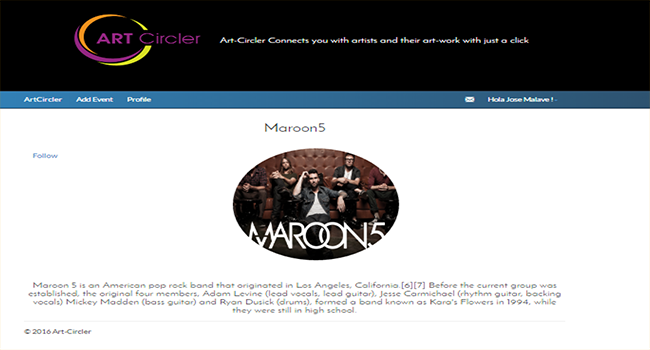 ART Circler
Art-Circler Connects you with artists and their art-work with just a click
ArtCircler Add Event Profile Hola Jose Malave ! -
Maroon5
Follow
MAROON 5
Maroon 5 is an American pop rock band that originated in Los Angeles, California.[6][7] Before the current group was
established, the original four members, Adam Levine (lead vocals, lead guitar), Jesse Carmichael (rhythm guitar, backing
vocals) Mickey Madden (bass guitar) and Ryan Dusick (drums), formed a band known as Kara's Flowers in 1994, while
they were still in high school.
© 2016 Art-Circler